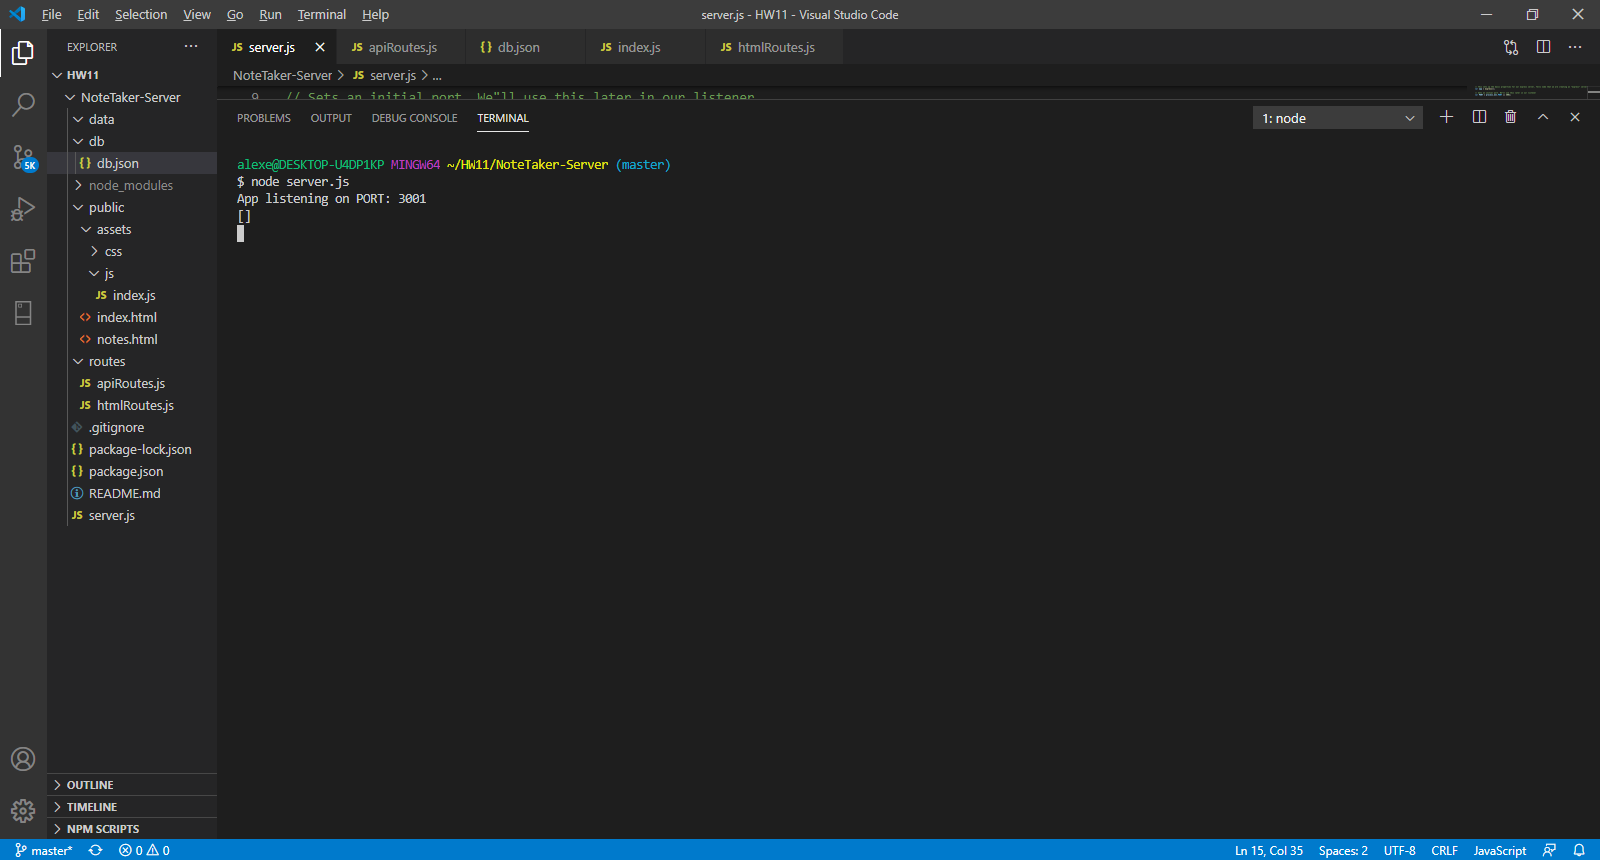 File Edit Selection View Go Run Terminal Help server.js - HW11 - Visual Studio Code
EXPLORER ···
HW11
NoteTaker-Server
data
db
{} db.json
node_modules
public
assets
css
js
JS index.js
<> index.html
<> notes.html
routes
JS apiRoutes.js
JS htmlRoutes.js
.gitignore
{} package-lock.json
{} package.json
README.md
JS server.js
OUTLINE
TIMELINE
NPM SCRIPTS
5K
JS server.js JS apiRoutes.js {} db.json JS index.js JS htmlRoutes.js
NoteTaker-Server > JS server.js > ...
9 // Sets an initial port. We"ll use this later in our listener
PROBLEMS OUTPUT DEBUG CONSOLE TERMINAL 1: node
alexe@DESKTOP-U4DP1KP MINGW64 ~/HW11/NoteTaker-Server (master)
$ node server.js
App listening on PORT: 3001
[]
master* 0 0 Ln 15, Col 35 Spaces: 2 UTF-8 CRLF JavaScript